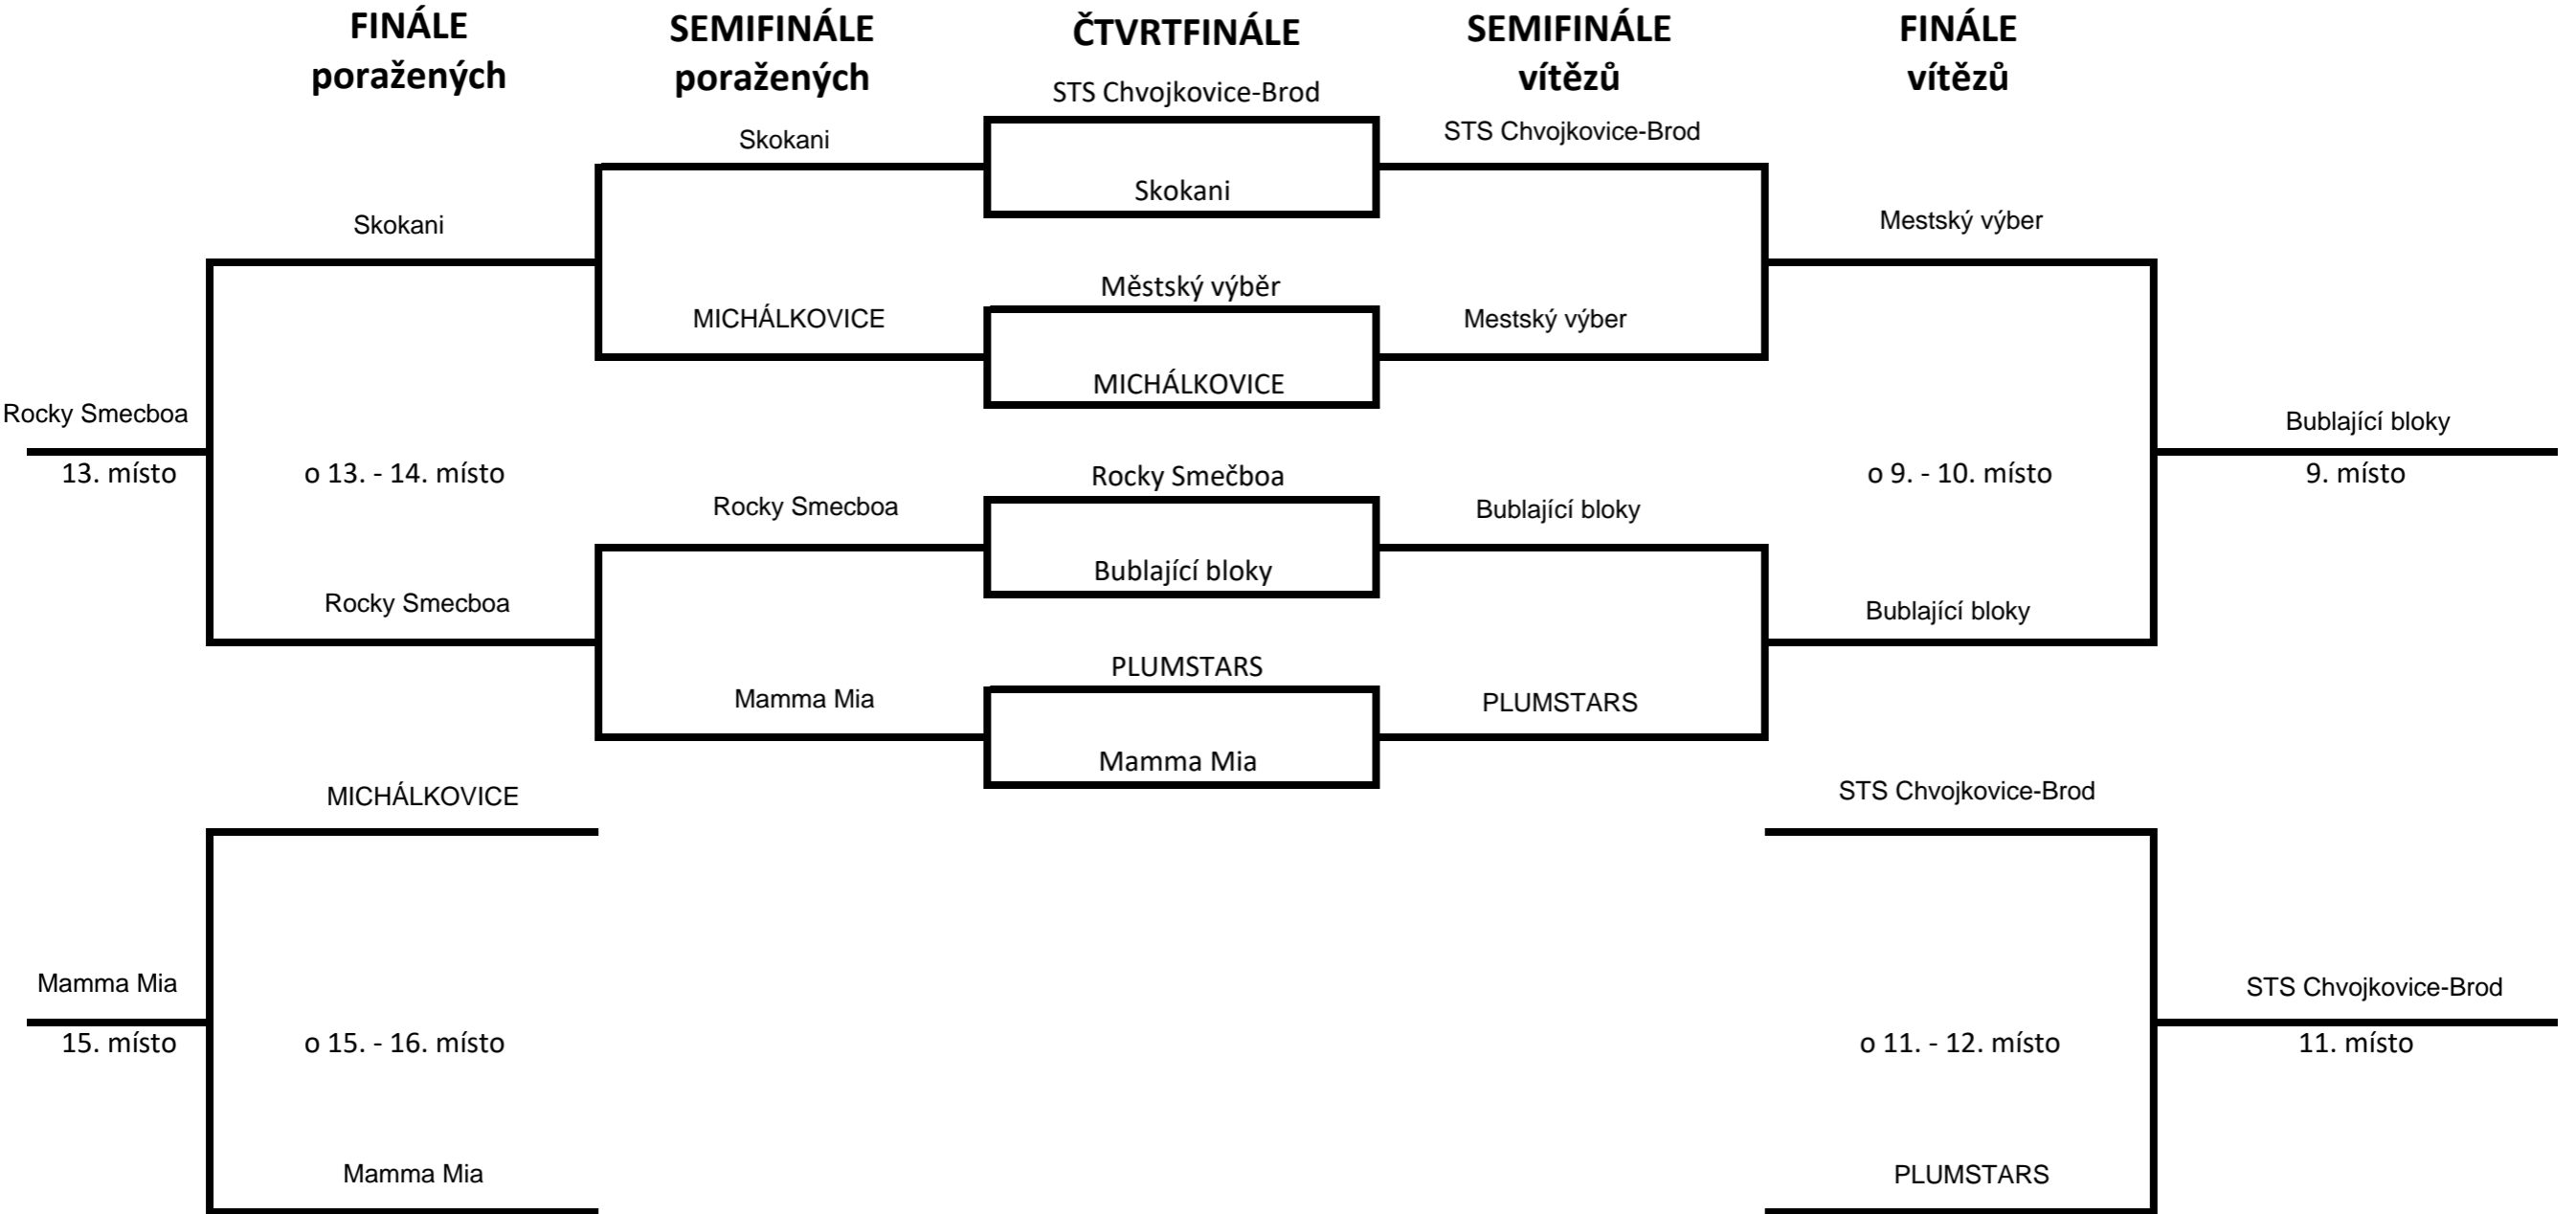 FINÁLE
poražených
SEMIFINÁLE
poražených
ČTVRTFINÁLE
SEMIFINÁLE
vítězů
FINÁLE
vítězů
STS Chvojkovice-Brod
Skokani
STS Chvojkovice-Brod
Skokani
Skokani
Mestský výber
Městský výběr
MICHÁLKOVICE
Mestský výber
MICHÁLKOVICE
Rocky Smecboa
Bublající bloky
13. místo
o 13. - 14. místo
Rocky Smečboa
o 9. - 10. místo
9. místo
Rocky Smecboa
Bublající bloky
Bublající bloky
Rocky Smecboa
Bublající bloky
PLUMSTARS
Mamma Mia
PLUMSTARS
Mamma Mia
MICHÁLKOVICE
STS Chvojkovice-Brod
Mamma Mia
STS Chvojkovice-Brod
15. místo
o 15. - 16. místo
o 11. - 12. místo
11. místo
Mamma Mia
PLUMSTARS